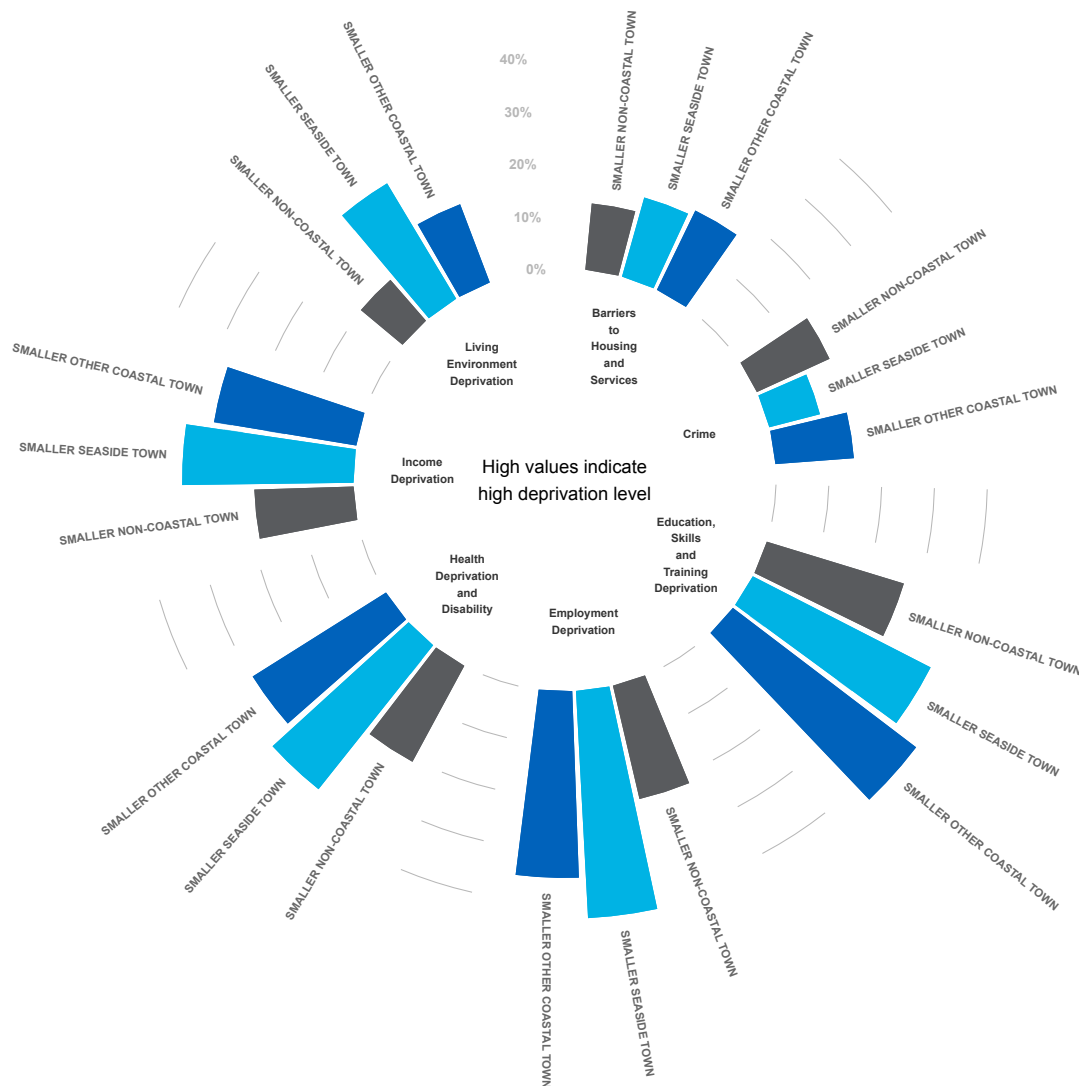 40%
30%
20%
10%
0%
SMALLER NON-COASTAL TOWN
SMALLER SEASIDE TOWN
SMALLER OTHER COASTAL TOWN
Barriers
to
Housing
and
Services
SMALLER NON-COASTAL TOWN
SMALLER SEASIDE TOWN
SMALLER OTHER COASTAL TOWN
Crime
SMALLER NON-COASTAL TOWN
SMALLER SEASIDE TOWN
SMALLER OTHER COASTAL TOWN
Education,
Skills
and
Training
Deprivation
SMALLER NON-COASTAL TOWN
SMALLER SEASIDE TOWN
SMALLER OTHER COASTAL TOWN
Employment
Deprivation
SMALLER NON-COASTAL TOWN
SMALLER SEASIDE TOWN
SMALLER OTHER COASTAL TOWN
Health
Deprivation
and
Disability
SMALLER NON-COASTAL TOWN
SMALLER SEASIDE TOWN
SMALLER OTHER COASTAL TOWN
Income
Deprivation
SMALLER NON-COASTAL TOWN
SMALLER SEASIDE TOWN
SMALLER OTHER COASTAL TOWN
Living
Environment
Deprivation
High values indicate
high deprivation level